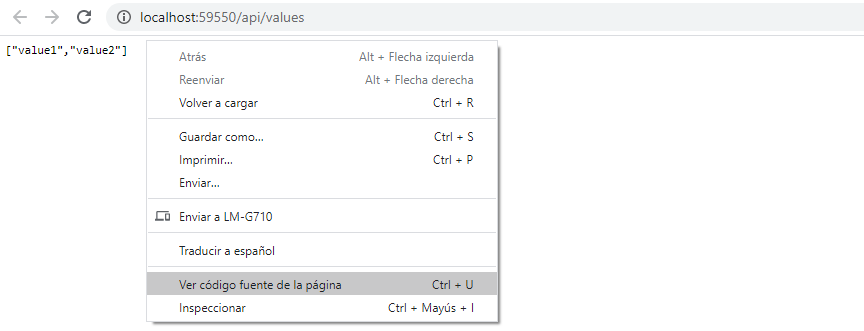 localhost:59550/api/values
["value1","value2"]
Atrás Alt + Flecha izquierda
Reenviar Alt + Flecha derecha
Volver a cargar Ctrl + R
Guardar como... Ctrl + S
Imprimir... Ctrl + P
Enviar...
Enviar a LM-G710
Traducir a español
Ver código fuente de la página Ctrl + U
Inspeccionar Ctrl + Mayús + I